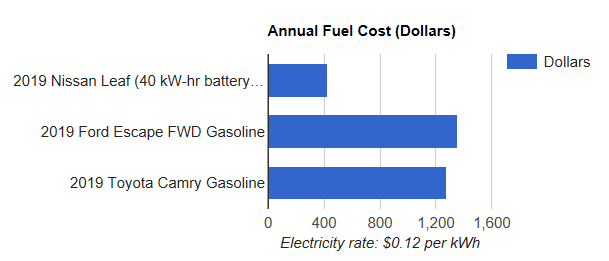 Annual Fuel Cost (Dollars)
Dollars
2019 Nissan Leaf (40 kW-hr battery…
2019 Ford Escape FWD Gasoline
2019 Toyota Camry Gasoline
0 400 800 1,200 1,600
Electricity rate: $0.12 per kWh